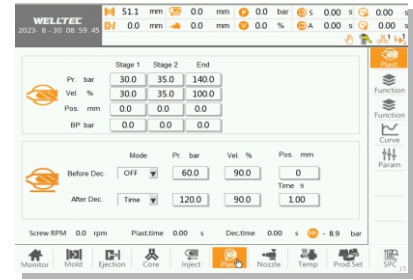 WELLTEC 51.1 mm 0.0 mm P 0.0 bar S 0.00 s 0.00 s
2023- 8 -30 08:59:45 0.0 mm 0.0 mm V 0.0 % A 0.00 s 0.00 s
Plast
Stage 1 Stage 2 End
Pr. bar 30.0 35.0 140.0
Vel. % 30.0 35.0 100.0
Pos. mm 0.0 0.0
BP bar 0.0 0.0
Function
Function
Curve
Param
Mode Pr. bar Vel. % Pos. mm
Before Dec. OFF 60.0 90.0 0
Time s
After Dec. Time 120.0 90.0 1.00
Screw RPM 0.0 rpm Plast.time 0.00 s Dec.time 0.00 s - 8.9 bar
Monitor Mold Ejection Core Inject Plast Nozzle Temp Prod.Set SPC